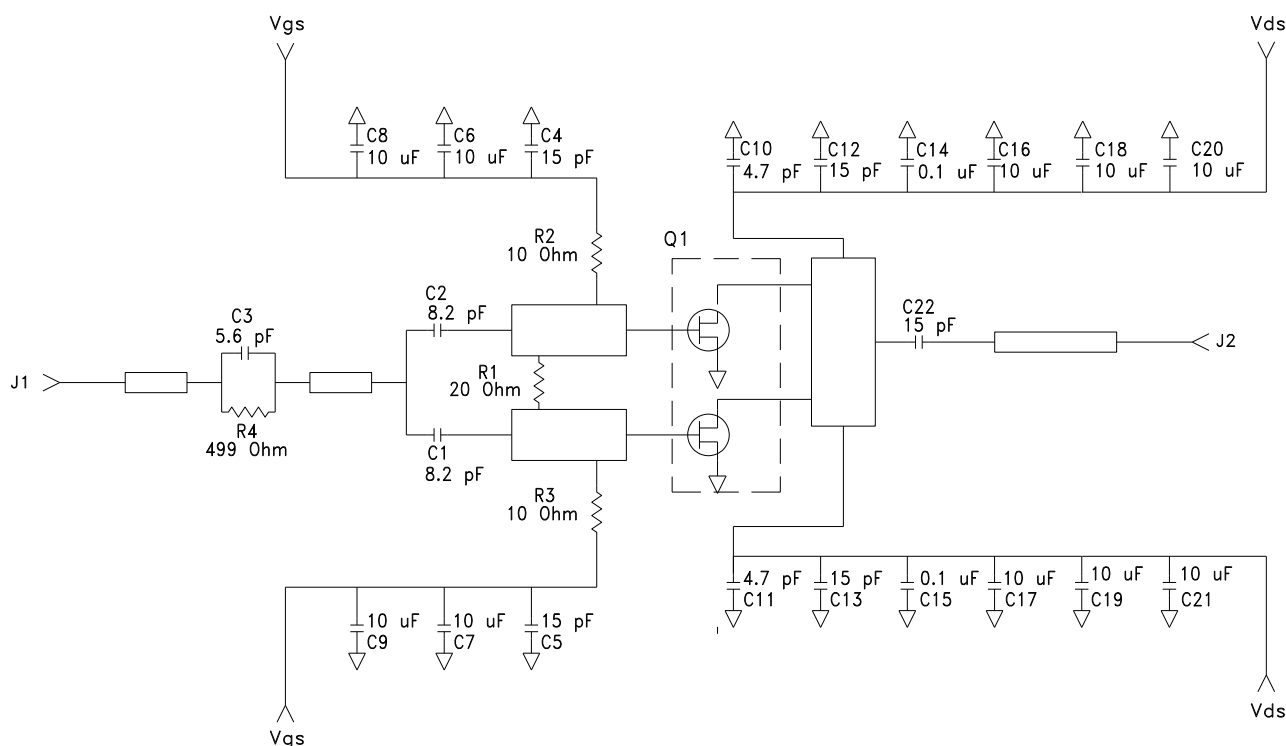 Vgs
Vds
C8
10 uF
C6
10 uF
C4
15 pF
C10
4.7 pF
C12
15 pF
C14
0.1 uF
C16
10 uF
C18
10 uF
C20
10 uF
R2
10 Ohm
Q1
C2
8.2 pF
C3
5.6 pF
C22
15 pF
J1
J2
R1
20 Ohm
R4
499 Ohm
C1
8.2 pF
R3
10 Ohm
4.7 pF
C11
15 pF
C13
0.1 uF
C15
10 uF
C17
10 uF
C19
10 uF
C21
10 uF
C9
10 uF
C7
15 pF
C5
Vgs
Vds